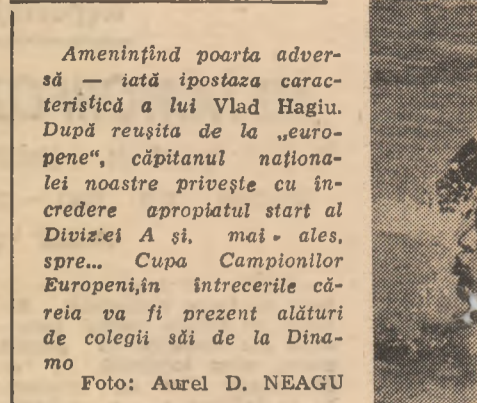 Amenințînd poarta adver-
să — iată ipostaza carac-
teristică a lui Vlad Hagiu.
După reușita de la „euro-
pene“, căpitanul naționa-
lei noastre privește cu în-
credere apropiatul start al
Diviziei A și, mai ales,
spre... Cupa Campionilor
Europeni,în întrecerile că-
reia va fi prezent alături
de colegii săi de la Dina-
mo
Foto: Aurel D. NEAGU